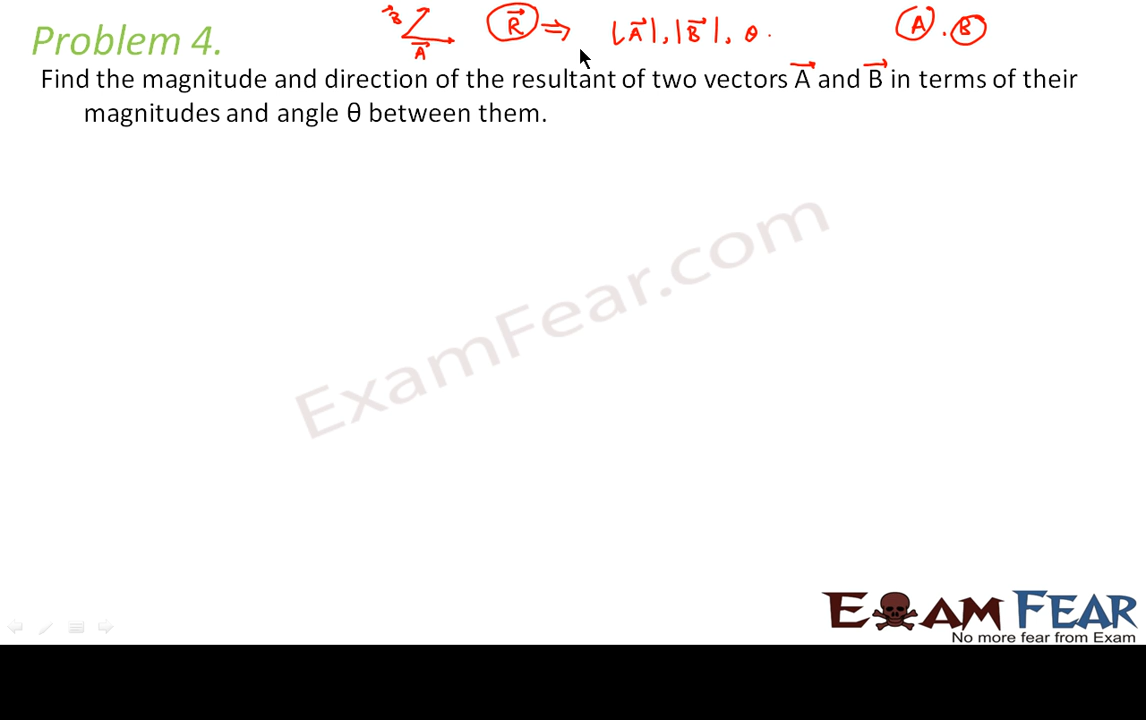 Problem 4.
B
A
R ⇒ |A|, |B|, θ.
A . B
Find the magnitude and direction of the resultant of two vectors A and B in terms of their
magnitudes and angle θ between them.
ExamFear.com
EXAM FEAR
No more fear from Exam